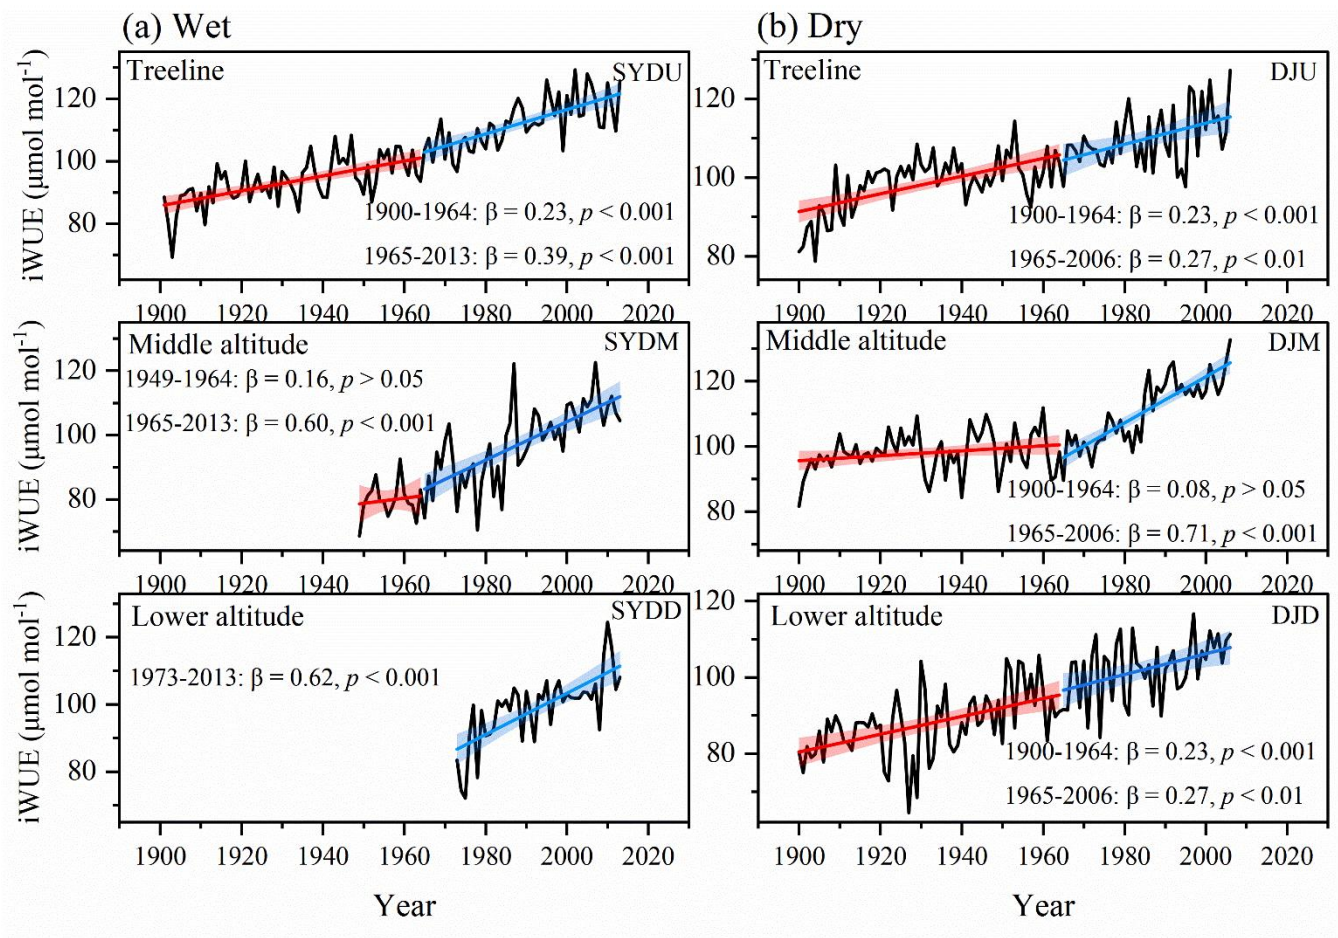 (a) Wet
(b) Dry
iWUE (μmol mol⁻¹)
Treeline
SYDU
120
100
80
1900-1964: β = 0.23, p < 0.001
1965-2013: β = 0.39, p < 0.001
1900 1920 1940 1960 1980 2000 2020
Treeline
DJU
120
100
80
1900-1964: β = 0.23, p < 0.001
1965-2006: β = 0.27, p < 0.01
1900 1920 1940 1960 1980 2000 2020
iWUE (μmol mol⁻¹)
Middle altitude
SYDM
1949-1964: β = 0.16, p > 0.05
1965-2013: β = 0.60, p < 0.001
120
100
80
1900 1920 1940 1960 1980 2000 2020
Middle altitude
DJM
120
100
80
1900-1964: β = 0.08, p > 0.05
1965-2006: β = 0.71, p < 0.001
1900 1920 1940 1960 1980 2000 2020
iWUE (μmol mol⁻¹)
Lower altitude
SYDD
1973-2013: β = 0.62, p < 0.001
120
100
80
1900 1920 1940 1960 1980 2000 2020
Year
Lower altitude
DJD
120
100
80
1900-1964: β = 0.23, p < 0.001
1965-2006: β = 0.27, p < 0.01
1900 1920 1940 1960 1980 2000 2020
Year